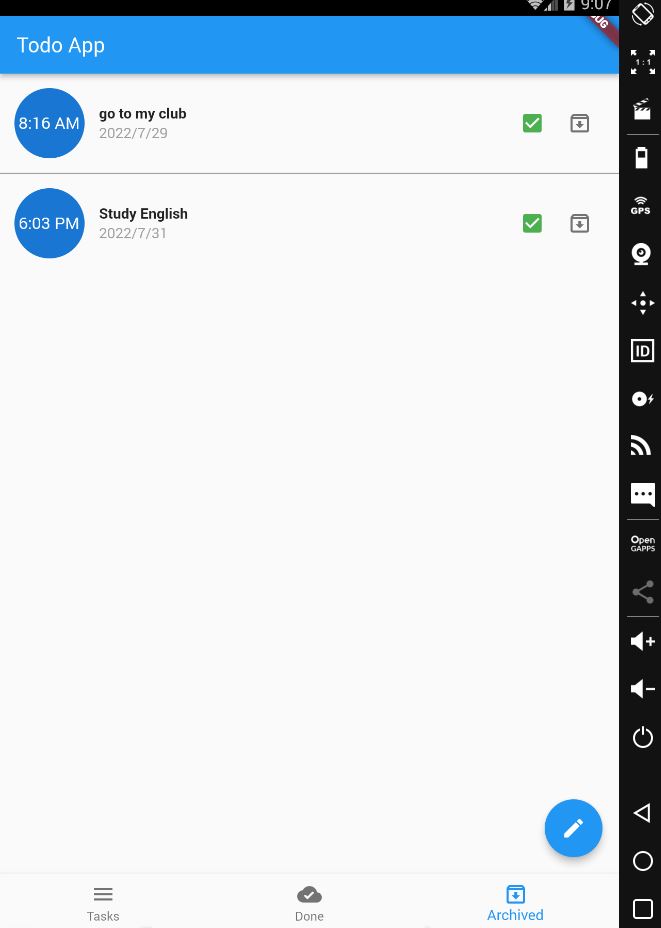 9:07
Todo App
8:16 AM
go to my club
2022/7/29
6:03 PM
Study English
2022/7/31
Tasks
Done
Archived
1:1
GPS
ID
Open
GAPPS